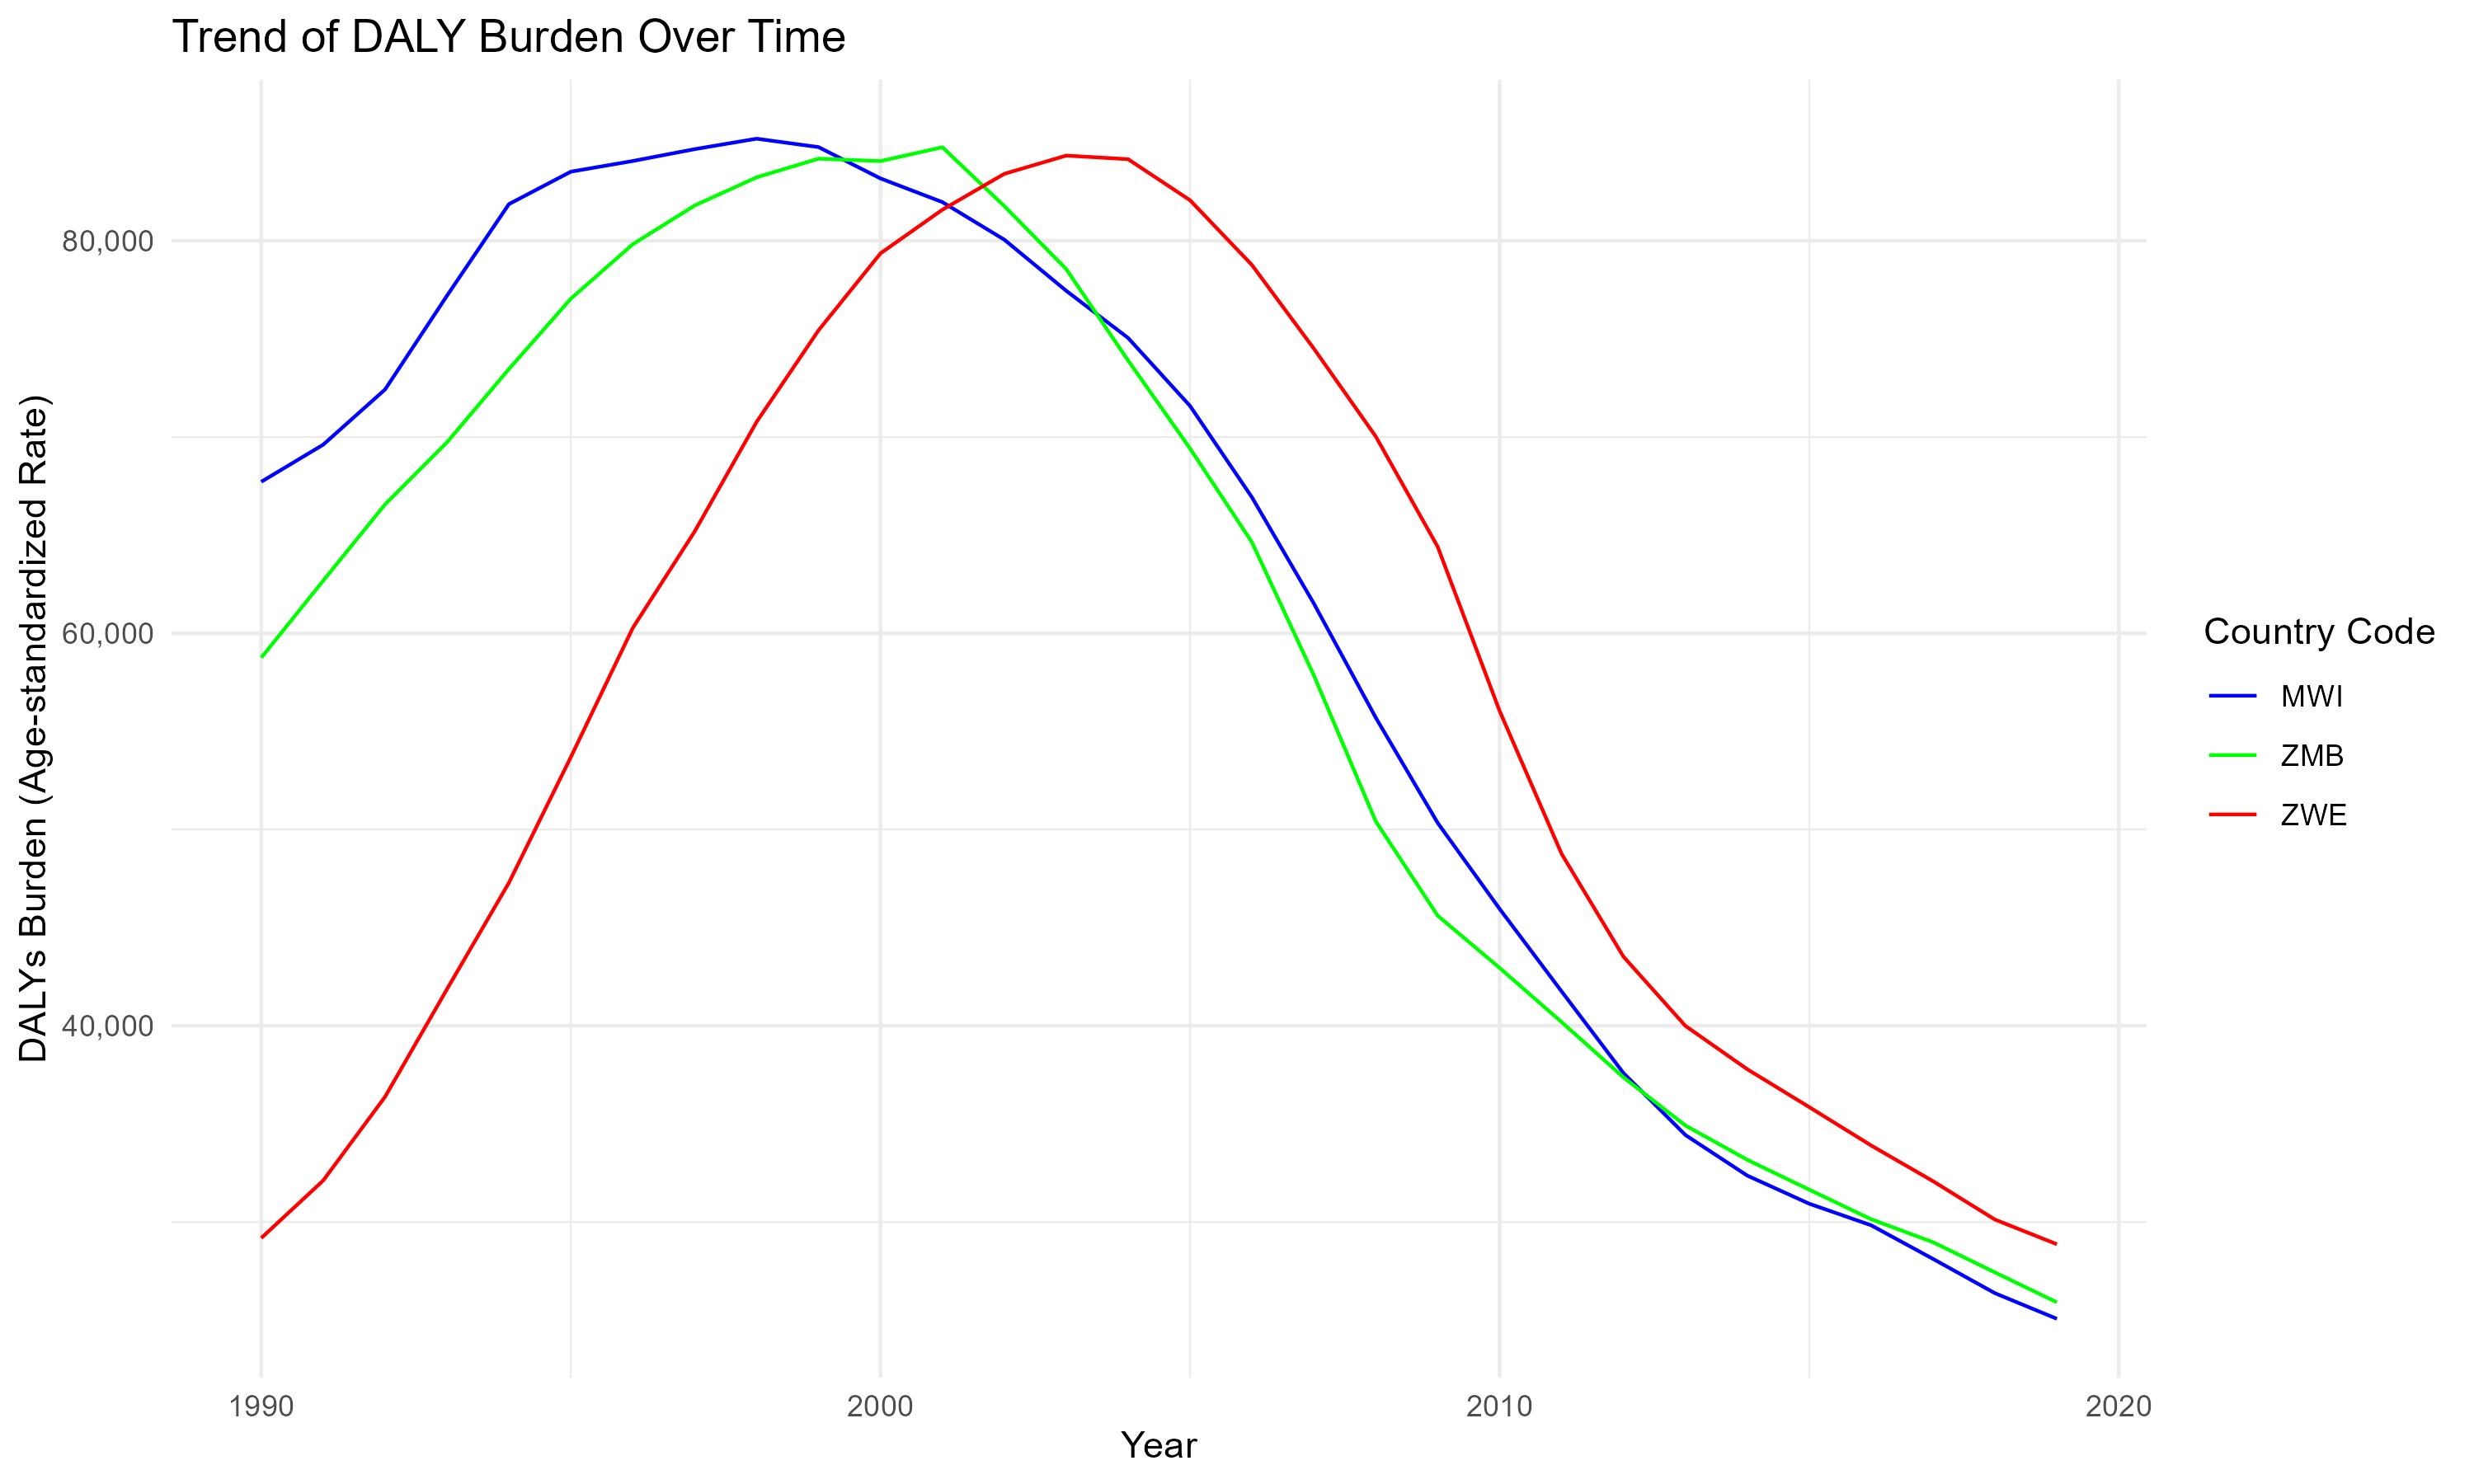 Trend of DALY Burden Over Time
DALYs Burden (Age-standardized Rate)
80,000
60,000
40,000
1990
2000
2010
2020
Year
Country Code
MWI
ZMB
ZWE